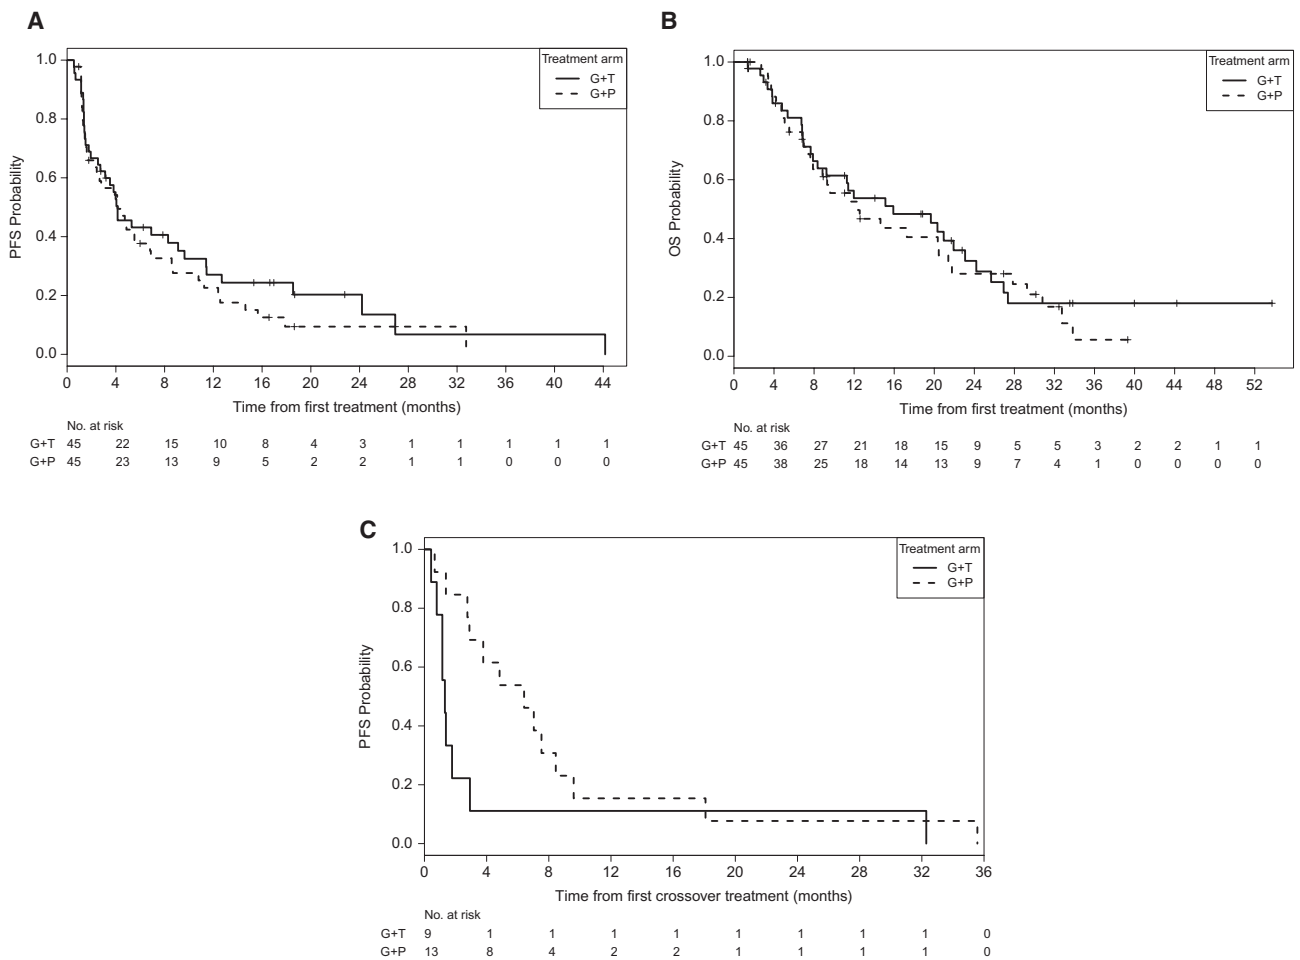 A
1.0
0.8
0.6
0.4
0.2
0.0
PFS Probability
Treatment arm
G+T
G+P
0 4 8 12 16 20 24 28 32 36 40 44
Time from first treatment (months)
No. at risk
G+T 45 22 15 10 8 4 3 1 1 1 1 1
G+P 45 23 13 9 5 2 2 1 1 0 0 0
B
1.0
0.8
0.6
0.4
0.2
0.0
OS Probability
Treatment arm
G+T
G+P
0 4 8 12 16 20 24 28 32 36 40 44 48 52
Time from first treatment (months)
No. at risk
G+T 45 36 27 21 18 15 9 5 5 3 2 2 1 1
G+P 45 38 25 18 14 13 9 7 4 1 0 0 0 0
C
1.0
0.8
0.6
0.4
0.2
0.0
PFS Probability
Treatment arm
G+T
G+P
0 4 8 12 16 20 24 28 32 36
Time from first crossover treatment (months)
No. at risk
G+T 9 1 1 1 1 1 1 1 1 0
G+P 13 8 4 2 2 1 1 1 1 0